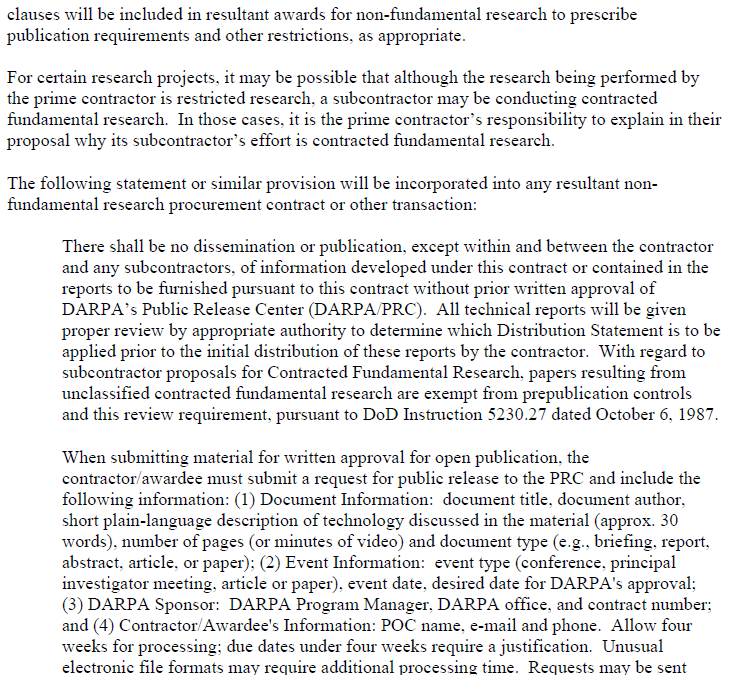 clauses will be included in resultant awards for non-fundamental research to prescribe
publication requirements and other restrictions, as appropriate.
For certain research projects, it may be possible that although the research being performed by
the prime contractor is restricted research, a subcontractor may be conducting contracted
fundamental research.  In those cases, it is the prime contractor’s responsibility to explain in their
proposal why its subcontractor’s effort is contracted fundamental research.
The following statement or similar provision will be incorporated into any resultant non-
fundamental research procurement contract or other transaction:
There shall be no dissemination or publication, except within and between the contractor
and any subcontractors, of information developed under this contract or contained in the
reports to be furnished pursuant to this contract without prior written approval of
DARPA’s Public Release Center (DARPA/PRC).  All technical reports will be given
proper review by appropriate authority to determine which Distribution Statement is to be
applied prior to the initial distribution of these reports by the contractor.  With regard to
subcontractor proposals for Contracted Fundamental Research, papers resulting from
unclassified contracted fundamental research are exempt from prepublication controls
and this review requirement, pursuant to DoD Instruction 5230.27 dated October 6, 1987.
When submitting material for written approval for open publication, the
contractor/awardee must submit a request for public release to the PRC and include the
following information: (1) Document Information:  document title, document author,
short plain-language description of technology discussed in the material (approx. 30
words), number of pages (or minutes of video) and document type (e.g., briefing, report,
abstract, article, or paper); (2) Event Information:  event type (conference, principal
investigator meeting, article or paper), event date, desired date for DARPA's approval;
(3) DARPA Sponsor:  DARPA Program Manager, DARPA office, and contract number;
and (4) Contractor/Awardee's Information: POC name, e-mail and phone.  Allow four
weeks for processing; due dates under four weeks require a justification.  Unusual
electronic file formats may require additional processing time.  Requests may be sent